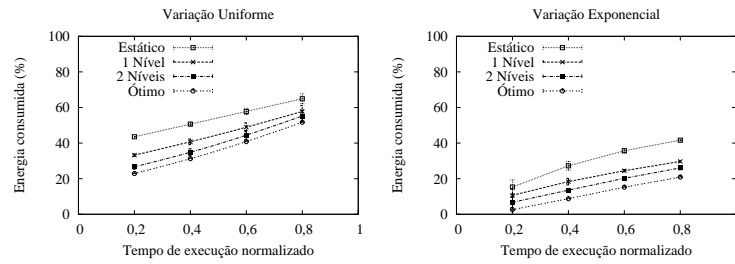 Variação Uniforme
Energia consumida (%)
100
80
60
40
20
0
Estático
1 Nível
2 Níveis
Ótimo
0
0,2
0,4
0,6
0,8
1
Tempo de execução normalizado
Variação Exponencial
Energia consumida (%)
100
80
60
40
20
0
Estático
1 Nível
2 Níveis
Ótimo
0
0,2
0,4
0,6
0,8
1
Tempo de execução normalizado